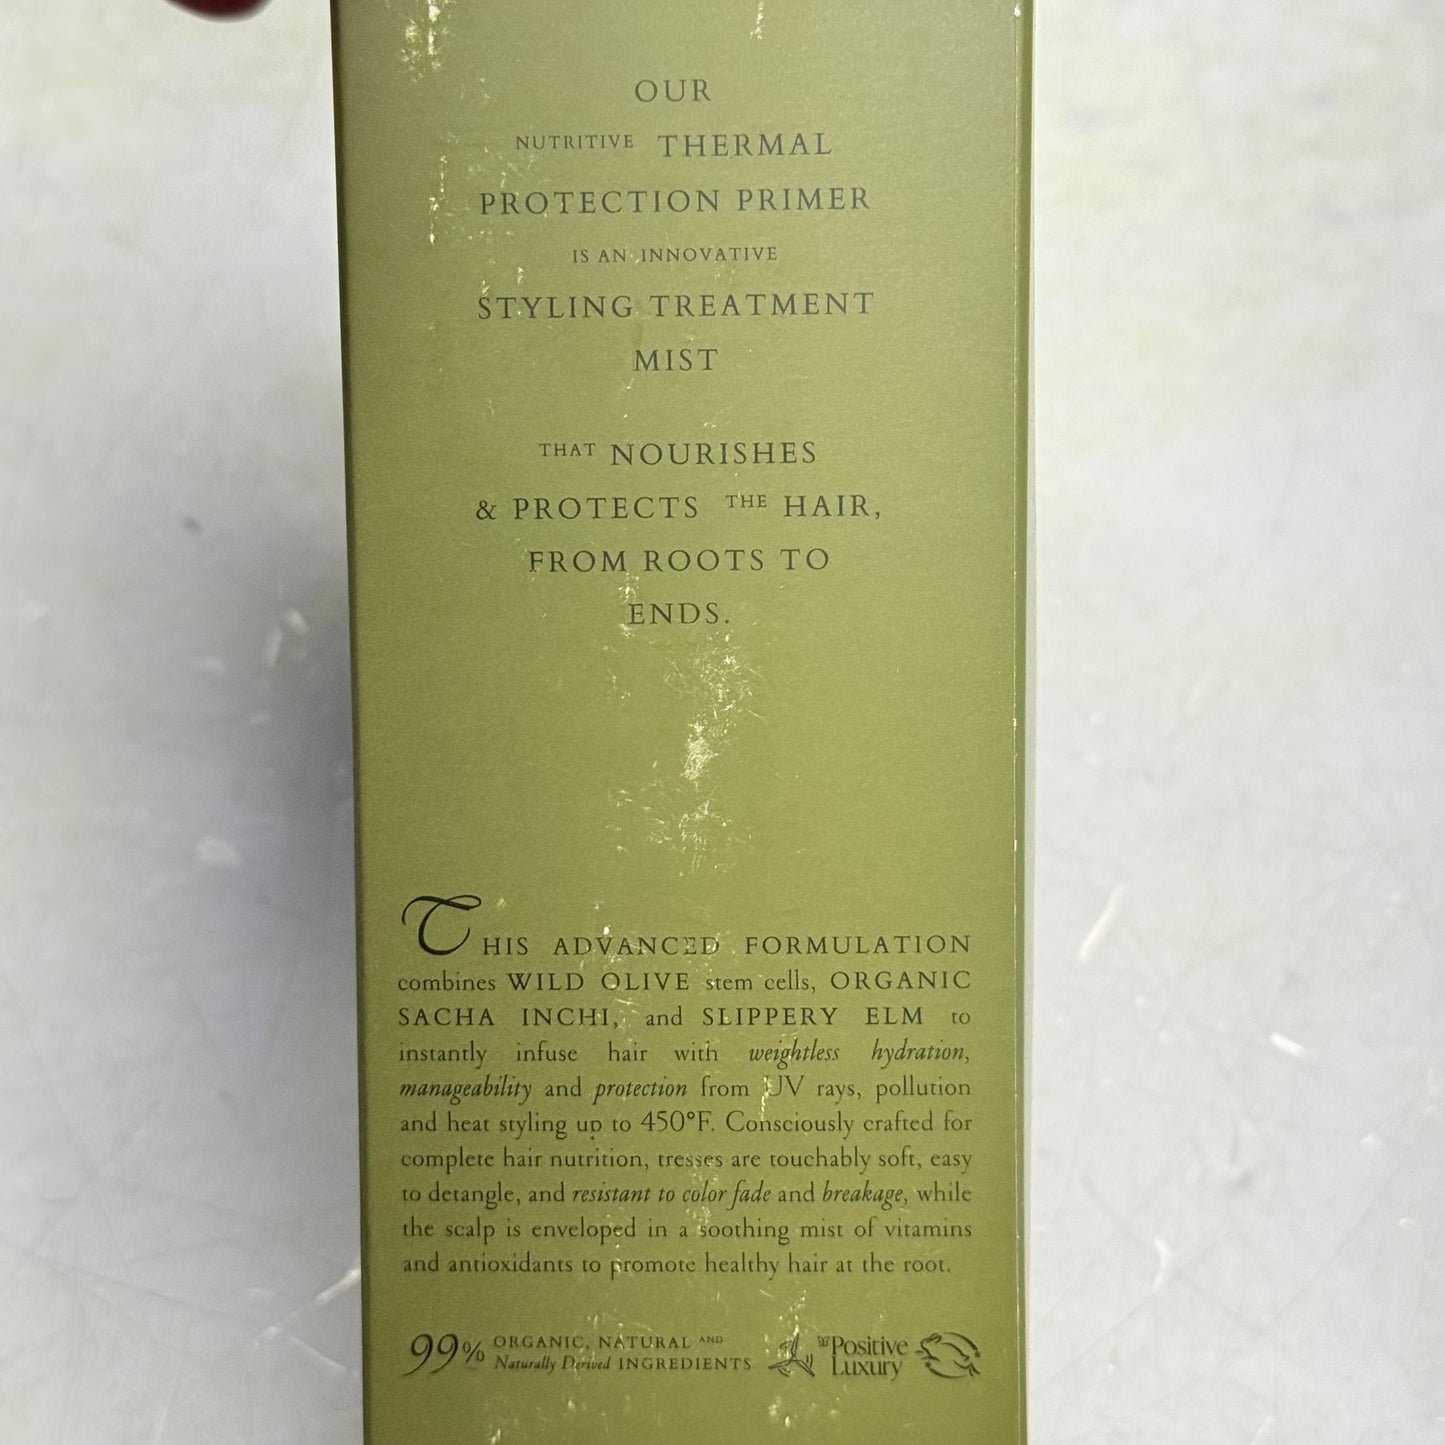 OUR
NUTRITIVE THERMAL
PROTECTION PRIMER
IS AN INNOVATIVE
STYLING TREATMENT
MIST
THAT NOURISHES
& PROTECTS THE HAIR,
FROM ROOTS TO
ENDS.
THIS ADVANCED FORMULATION
combines WILD OLIVE stem cells, ORGANIC
SACHA INCHI, and SLIPPERY ELM to
instantly infuse hair with weightless hydration,
manageability and protection from UV rays, pollution
and heat styling up to 450°F. Consciously crafted for
complete hair nutrition, tresses are touchably soft, easy
to detangle, and resistant to color fade and breakage, while
the scalp is enveloped in a soothing mist of vitamins
and antioxidants to promote healthy hair at the root.
99% ORGANIC, NATURAL AND
Naturally Derived INGREDIENTS
Positive
Luxury